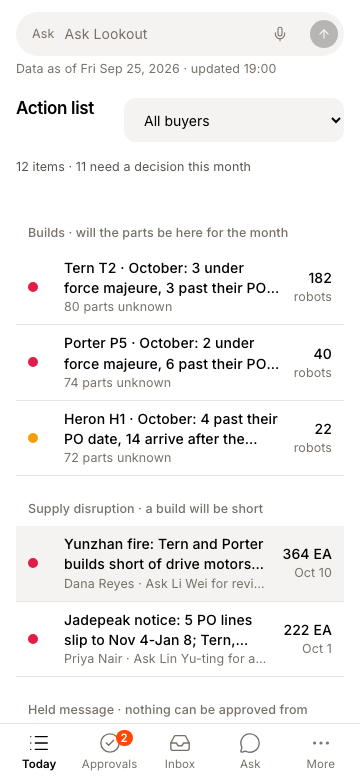 Ask Ask Lookout
Data as of Fri Sep 25, 2026 · updated 19:00
Action list
All buyers
12 items · 11 need a decision this month
Builds · will the parts be here for the month
Tern T2 · October: 3 under
force majeure, 3 past their PO...
80 parts unknown
182
robots
Porter P5 · October: 2 under
force majeure, 6 past their PO...
74 parts unknown
40
robots
Heron H1 · October: 4 past their
PO date, 14 arrive after the...
72 parts unknown
22
robots
Supply disruption · a build will be short
Yunzhan fire: Tern and Porter
builds short of drive motors...
Dana Reyes · Ask Li Wei for revi...
364 EA
Oct 10
Jadepeak notice: 5 PO lines
slip to Nov 4-Jan 8; Tern,...
Priya Nair · Ask Lin Yu-ting for a...
222 EA
Oct 1
Held message · nothing can be approved from
2
Today
Approvals
Inbox
Ask
More